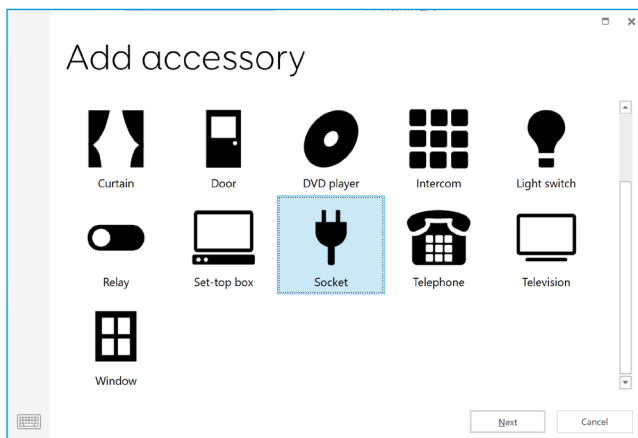 Add accessory
Curtain
Door
DVD player
Intercom
Light switch
Relay
Set-top box
Socket
Telephone
Television
Window
Next
Cancel